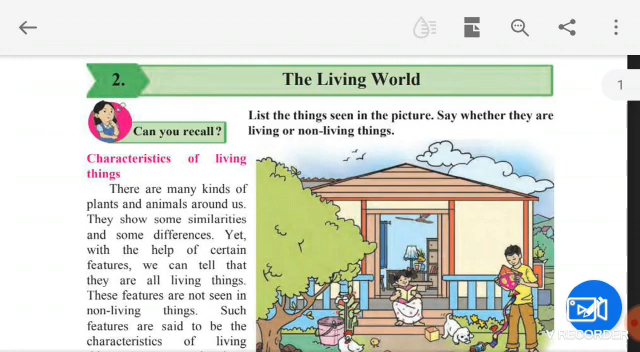 2.
The Living World
1
Can you recall?
List the things seen in the picture. Say whether they are
living or non-living things.
Characteristics of living
things
There are many kinds of
plants and animals around us.
They show some similarities
and some differences. Yet,
with the help of certain
features, we can tell that
they are all living things.
These features are not seen in
non-living things. Such
features are said to be the
characteristics of living
V RECORDER